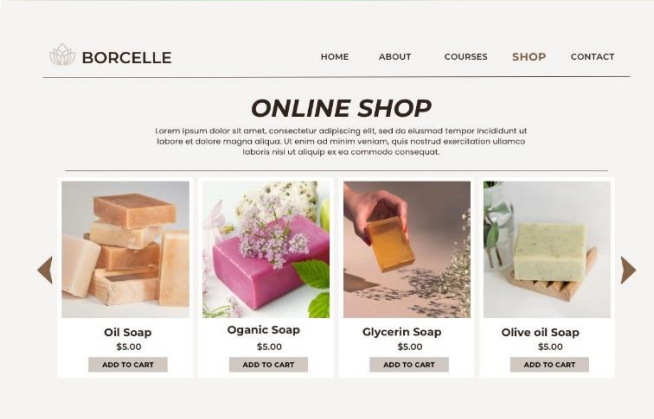 BORCELLE
HOME ABOUT COURSES SHOP CONTACT
ONLINE SHOP
Lorem ipsum dolor sit amet, consectetur adipiscing elit, sed do eiusmod tempor incididunt ut
labore et dolore magna aliqua. Ut enim ad minim veniam, quis nostrud exercitation ullamco
laboris nisi ut aliquip ex ea commodo consequat.
Oil Soap
$5.00
ADD TO CART
Oganic Soap
$5.00
ADD TO CART
Glycerin Soap
$5.00
ADD TO CART
Olive oil Soap
$5.00
ADD TO CART